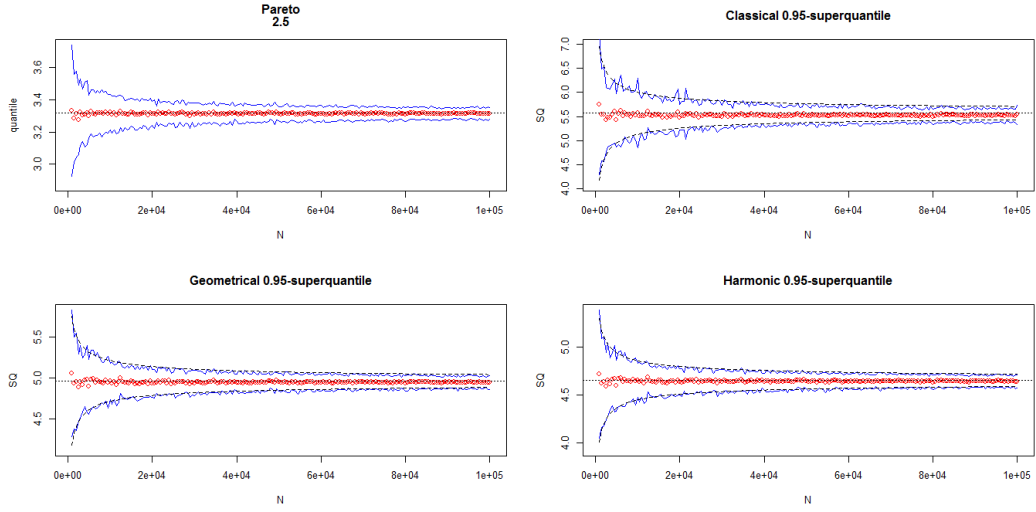 Pareto
2.5
quantile
3.6
3.4
3.2
3.0
0e+00
2e+04
4e+04
6e+04
8e+04
1e+05
N
Classical 0.95-superquantile
SQ
7.0
6.5
6.0
5.5
5.0
4.5
4.0
0e+00
2e+04
4e+04
6e+04
8e+04
1e+05
N
Geometrical 0.95-superquantile
SQ
5.5
5.0
4.5
0e+00
2e+04
4e+04
6e+04
8e+04
1e+05
N
Harmonic 0.95-superquantile
SQ
5.0
4.5
4.0
0e+00
2e+04
4e+04
6e+04
8e+04
1e+05
N